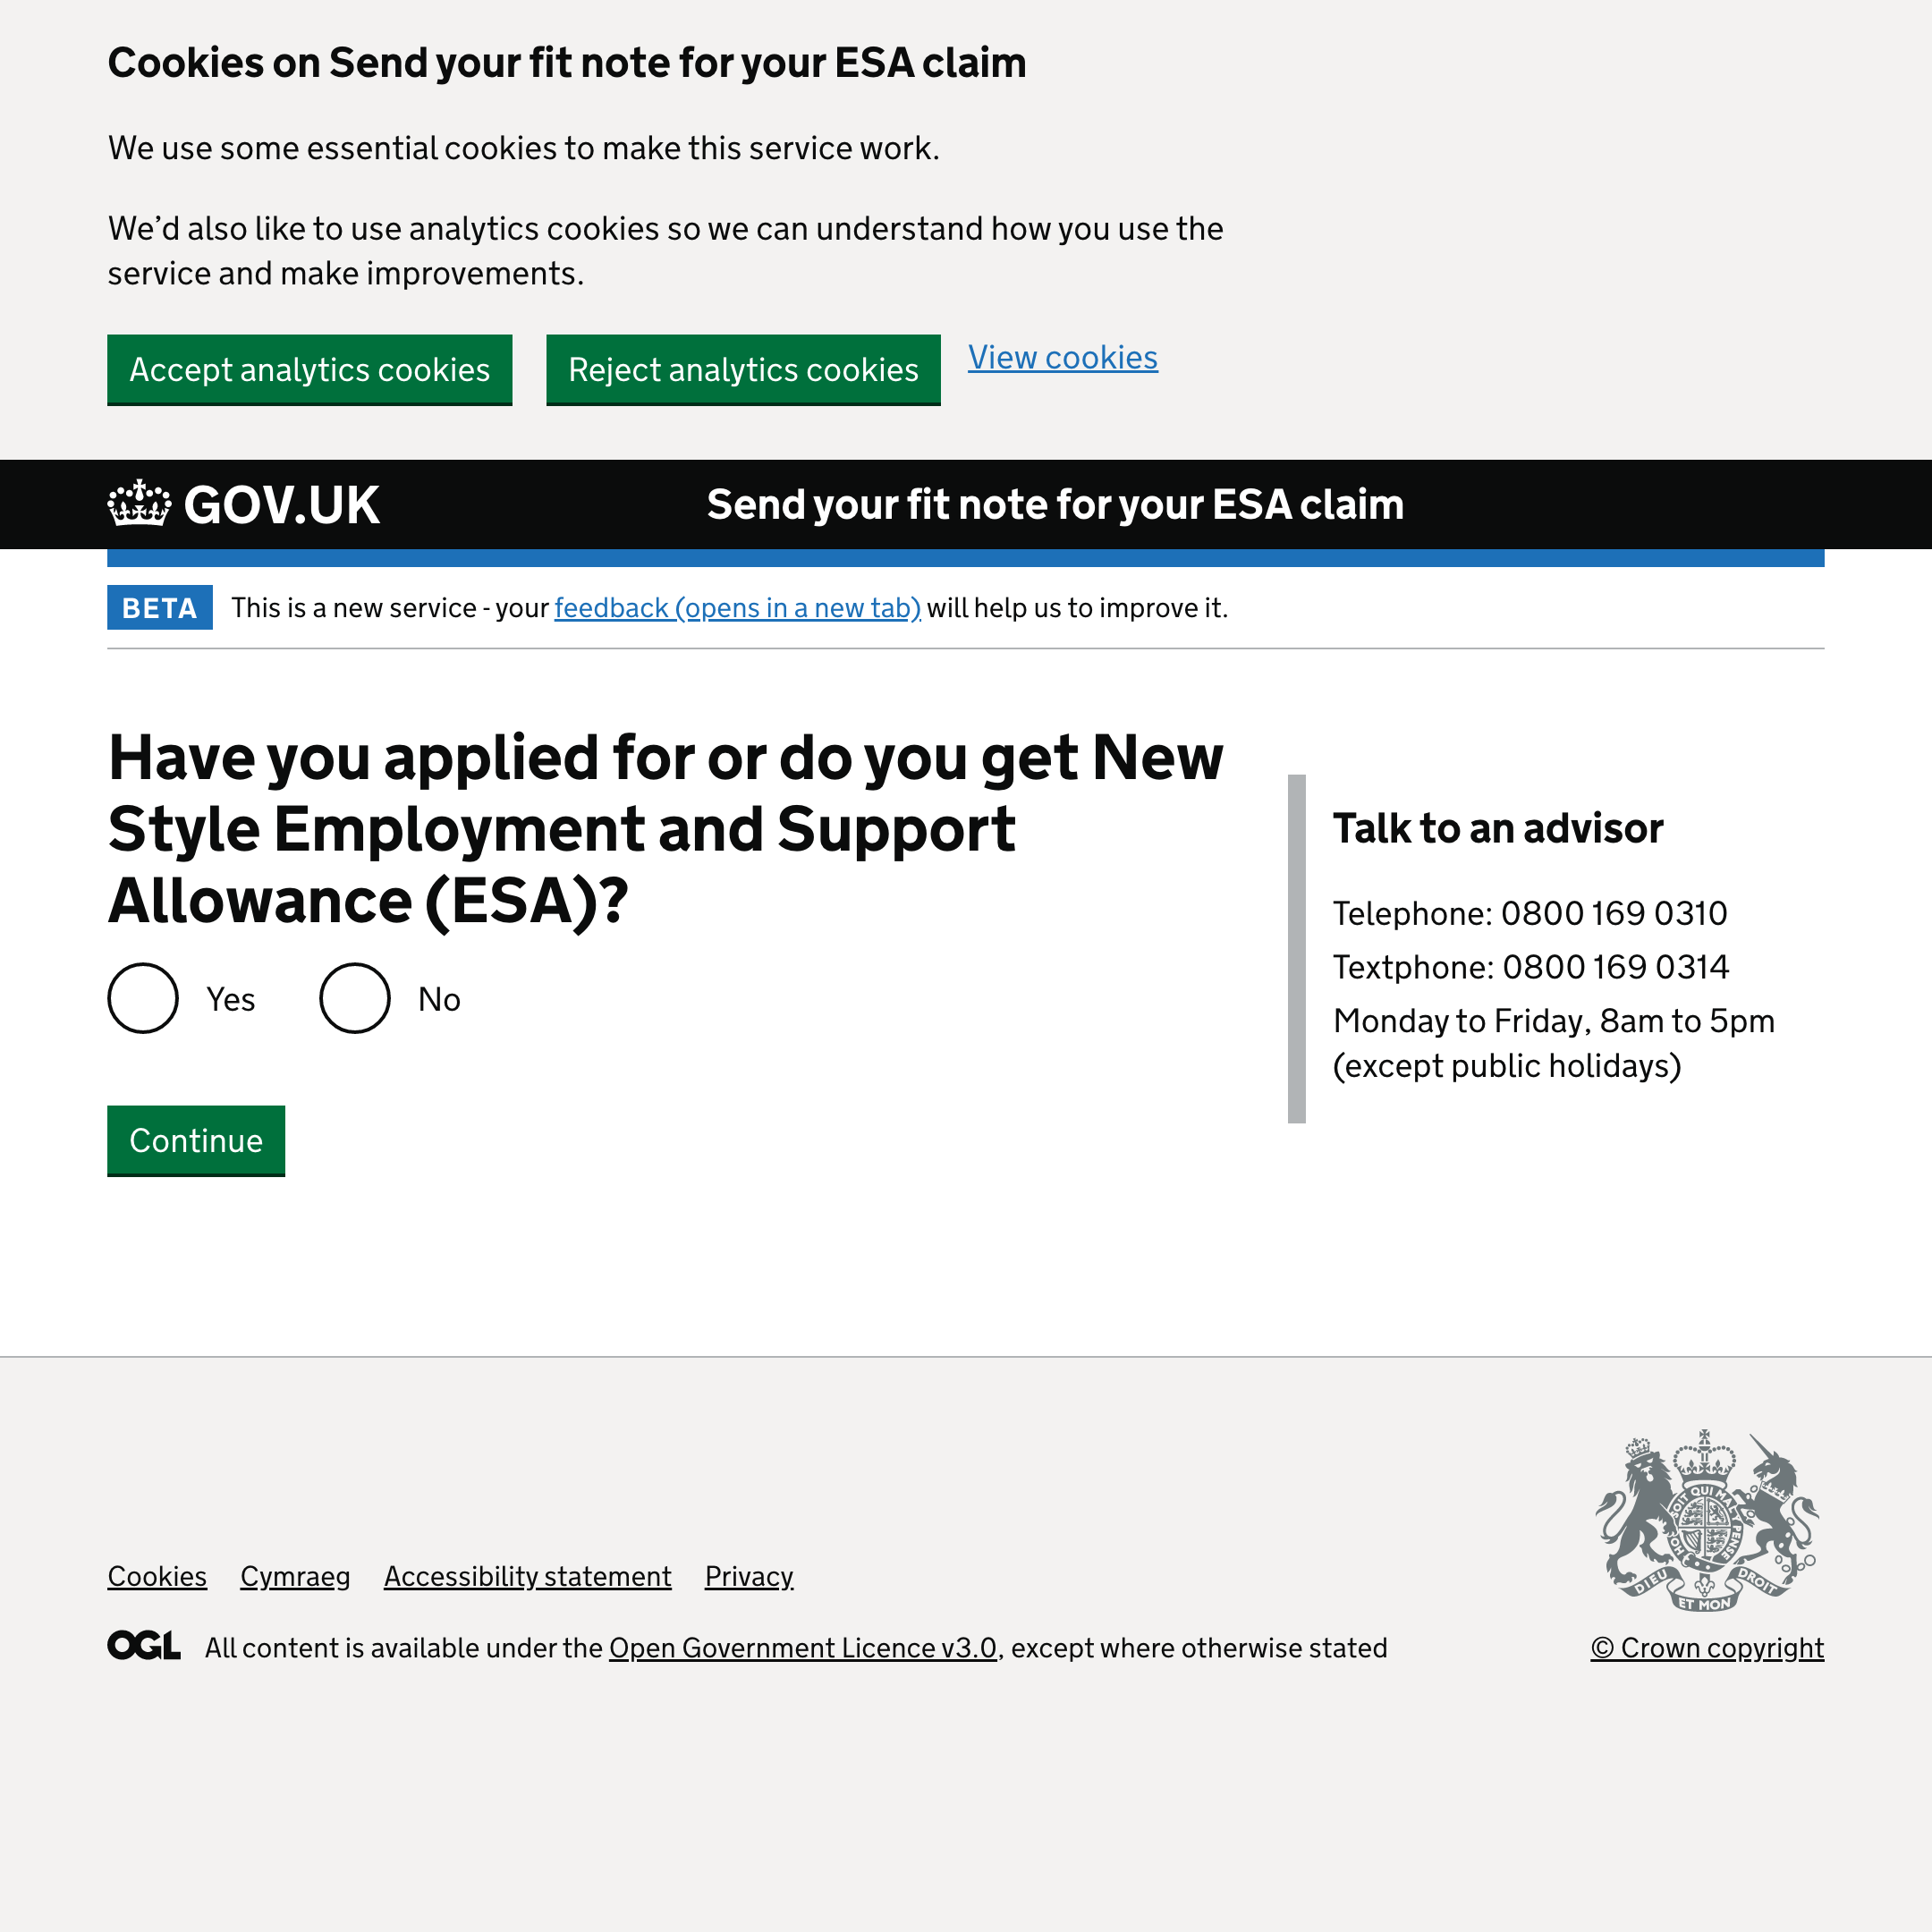 Cookies on Send your fit note for your ESA claim
We use some essential cookies to make this service work.
We’d also like to use analytics cookies so we can understand how you use the
service and make improvements.
Accept analytics cookies
Reject analytics cookies
View cookies
GOV.UK
Send your fit note for your ESA claim
BETA
This is a new service - your feedback (opens in a new tab) will help us to improve it.
Have you applied for or do you get New
Style Employment and Support
Allowance (ESA)?
Yes
No
Continue
Talk to an advisor
Telephone: 0800 169 0310
Textphone: 0800 169 0314
Monday to Friday, 8am to 5pm
(except public holidays)
SOIT QUI MAL
PENSE
HO
DIEU
ET MON
DROIT
Cookies
Cymraeg
Accessibility statement
Privacy
OGL
All content is available under the Open Government Licence v3.0, except where otherwise stated
© Crown copyright